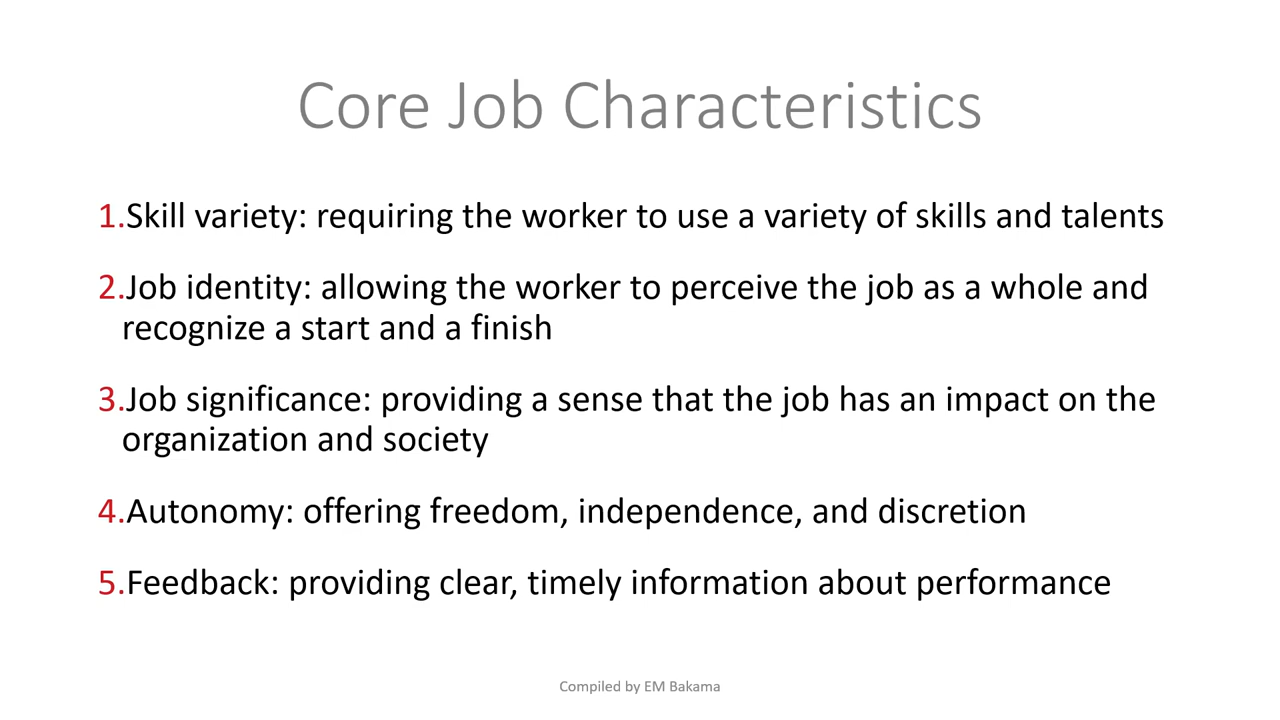 Core Job Characteristics
1.Skill variety: requiring the worker to use a variety of skills and talents
2.Job identity: allowing the worker to perceive the job as a whole and
recognize a start and a finish
3.Job significance: providing a sense that the job has an impact on the
organization and society
4.Autonomy: offering freedom, independence, and discretion
5.Feedback: providing clear, timely information about performance
Compiled by EM Bakama